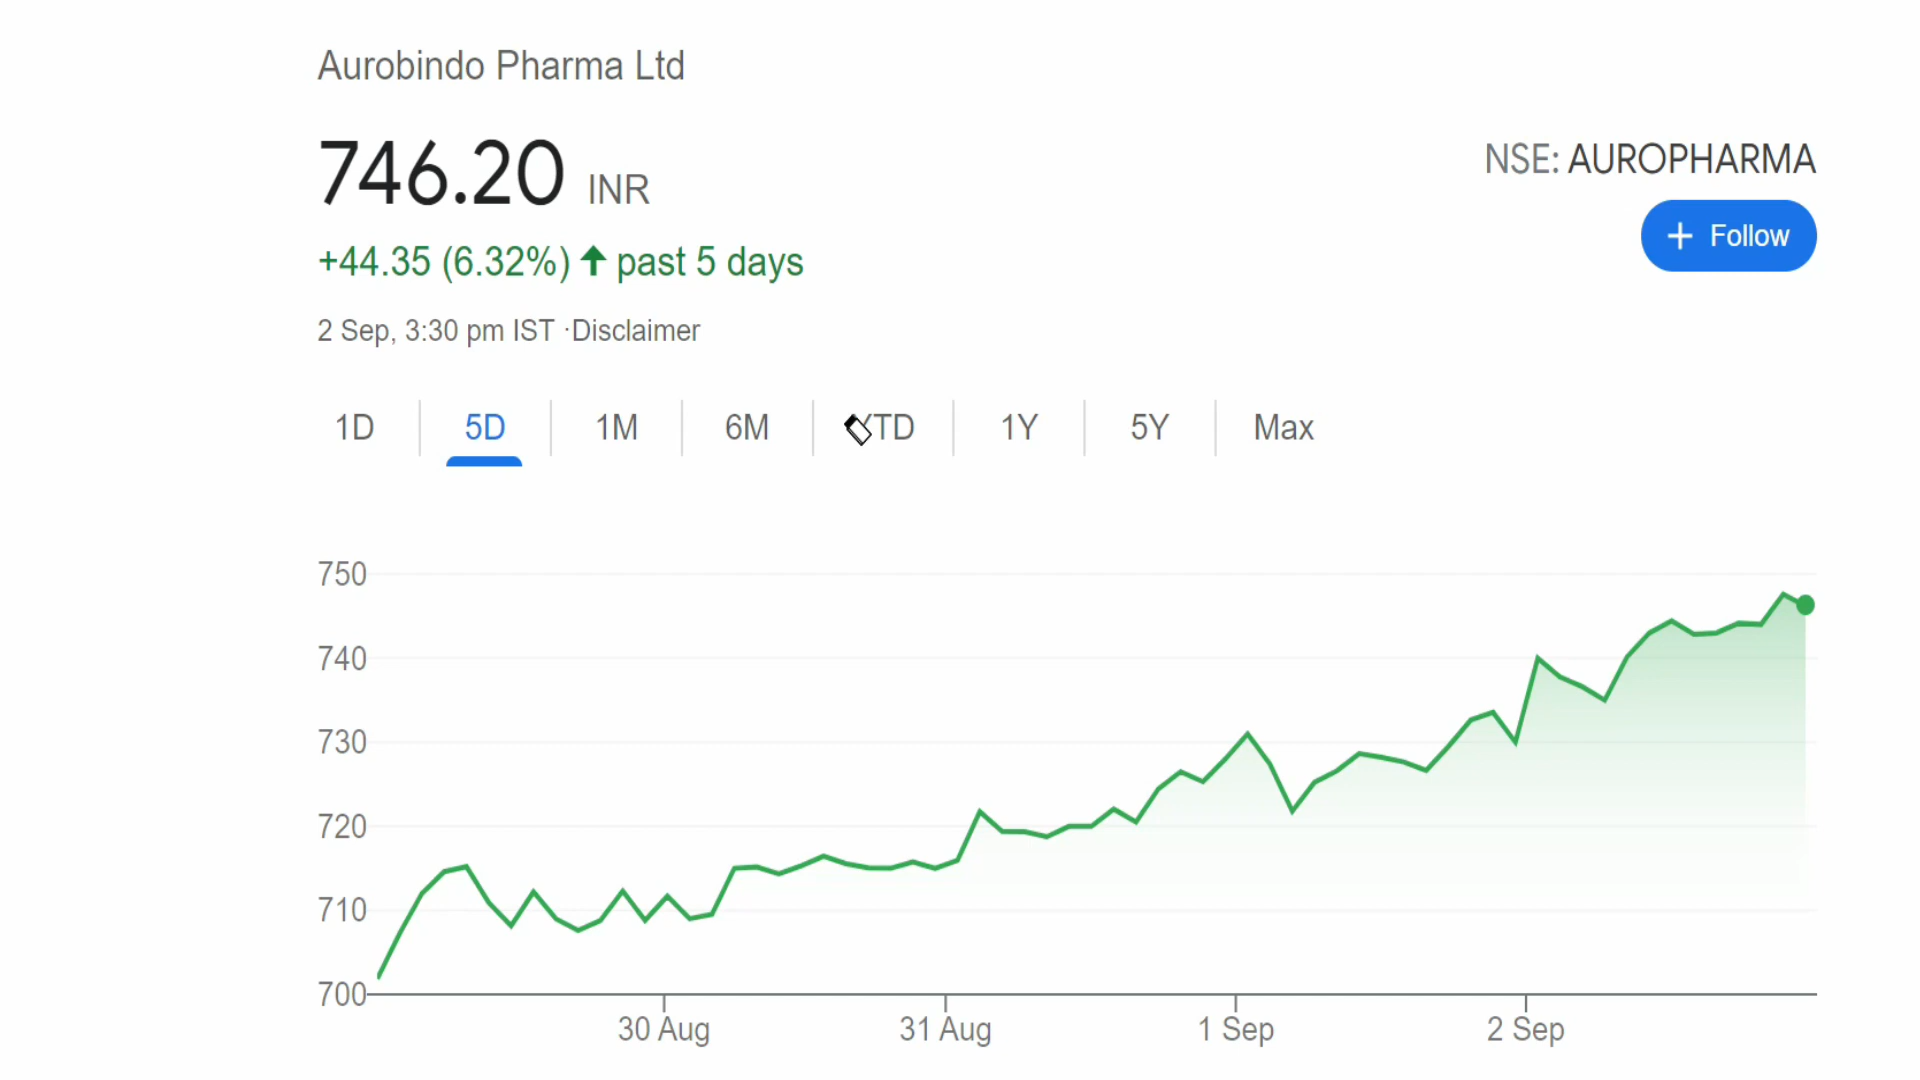 Aurobindo Pharma Ltd
746.20 INR
NSE: AUROPHARMA
+ Follow
+44.35 (6.32%) ↑ past 5 days
2 Sep, 3:30 pm IST ·Disclaimer
1D 5D 1M 6M YTD 1Y 5Y Max
750
740
730
720
710
700
30 Aug 31 Aug 1 Sep 2 Sep